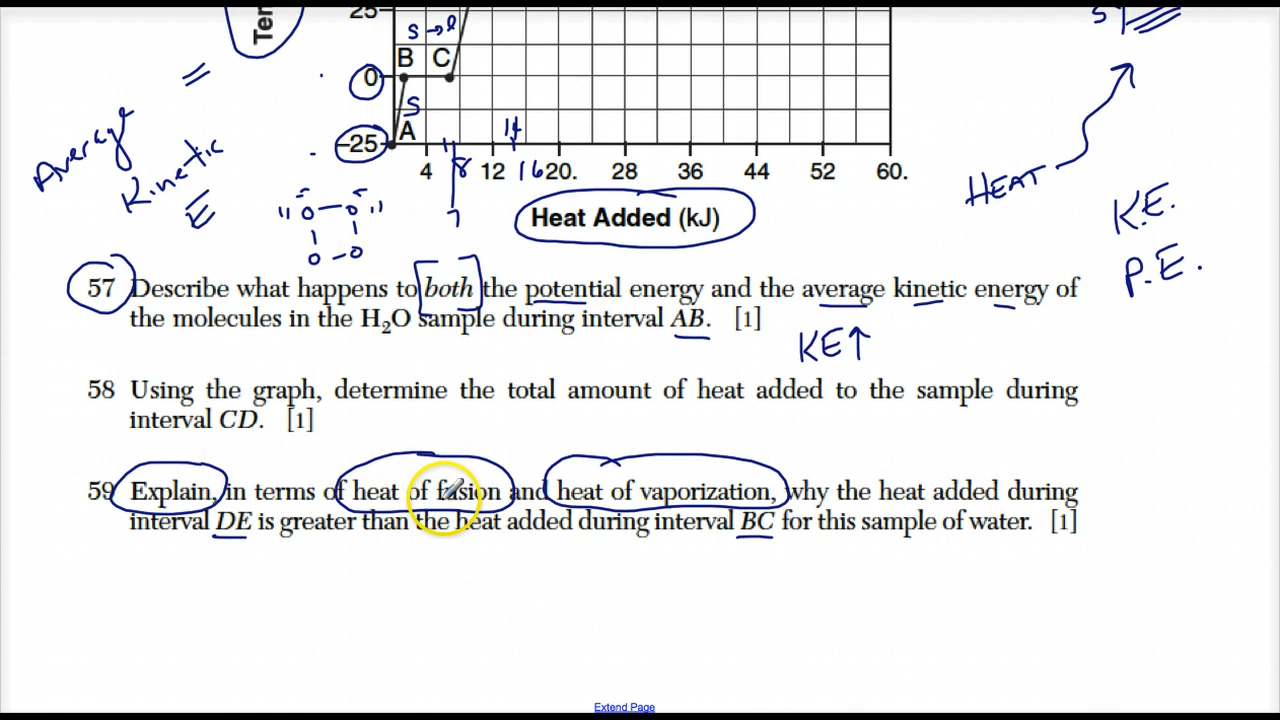 25
Ter
S → l
B C
0
S
A
-25
14
4 8 12 16 20. 28 36 44 52 60.
7
Heat Added (kJ)
Average
Kinetic
E
HEAT
K.E.
P.E.
57 Describe what happens to both the potential energy and the average kinetic energy of
the molecules in the H₂O sample during interval AB. [1]
KE↑
58 Using the graph, determine the total amount of heat added to the sample during
interval CD. [1]
59 Explain, in terms of heat of fusion and heat of vaporization, why the heat added during
interval DE is greater than the heat added during interval BC for this sample of water. [1]
Extend Page